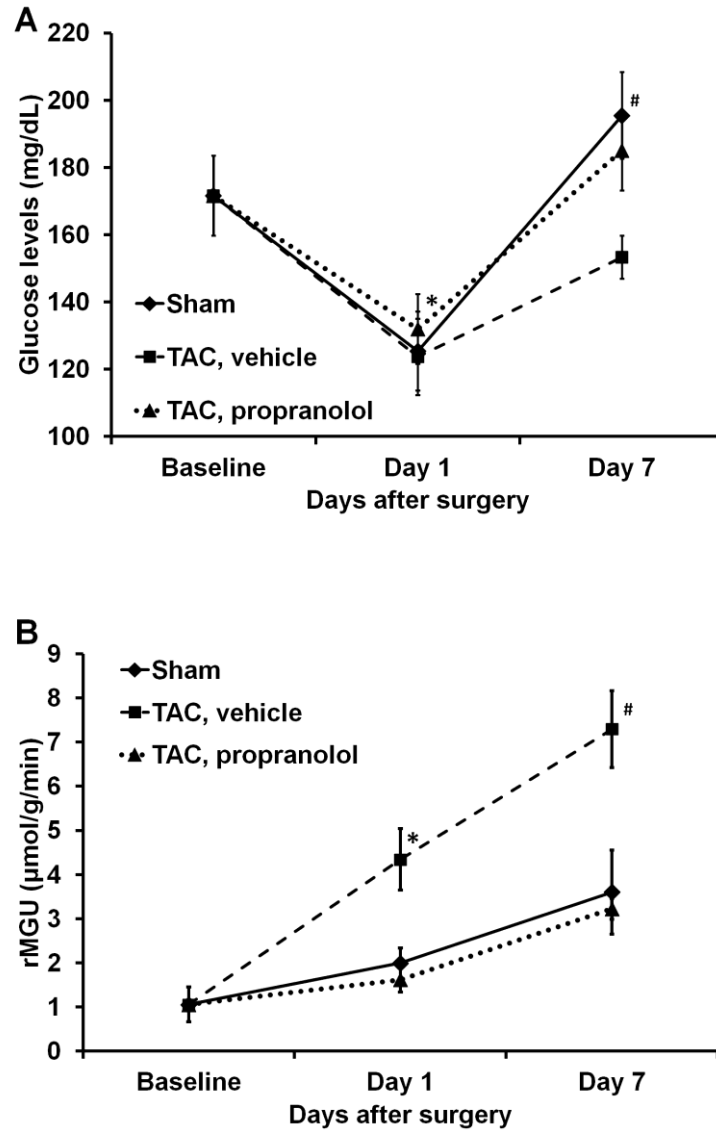 A
Glucose levels (mg/dL)
220
200
180
160
140
120
100
#
*
Sham
TAC, vehicle
TAC, propranolol
Baseline
Day 1
Day 7
Days after surgery
B
rMGU (µmol/g/min)
9
8
7
6
5
4
3
2
1
0
Sham
TAC, vehicle
TAC, propranolol
#
*
Baseline
Day 1
Day 7
Days after surgery